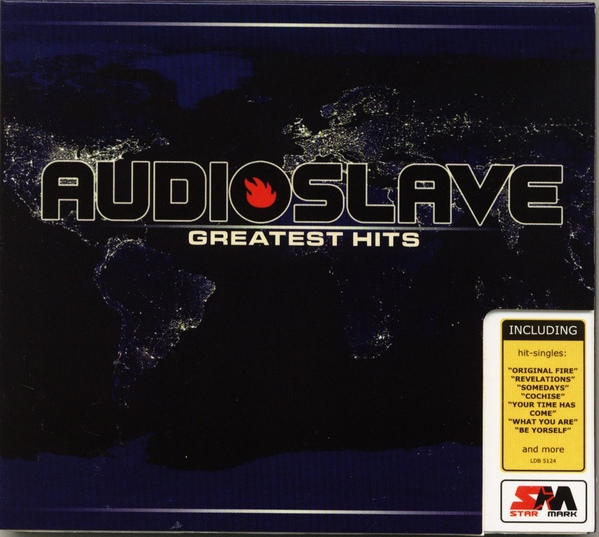 AUDIOSLAVE
GREATEST HITS
INCLUDING
hit-singles:
"ORIGINAL FIRE"
"REVELATIONS"
"SOMEDAYS"
"COCHISE"
"YOUR TIME HAS
COME"
"WHAT YOU ARE"
"BE YORSELF"
and more
LDB 5124
SM
STAR MARK